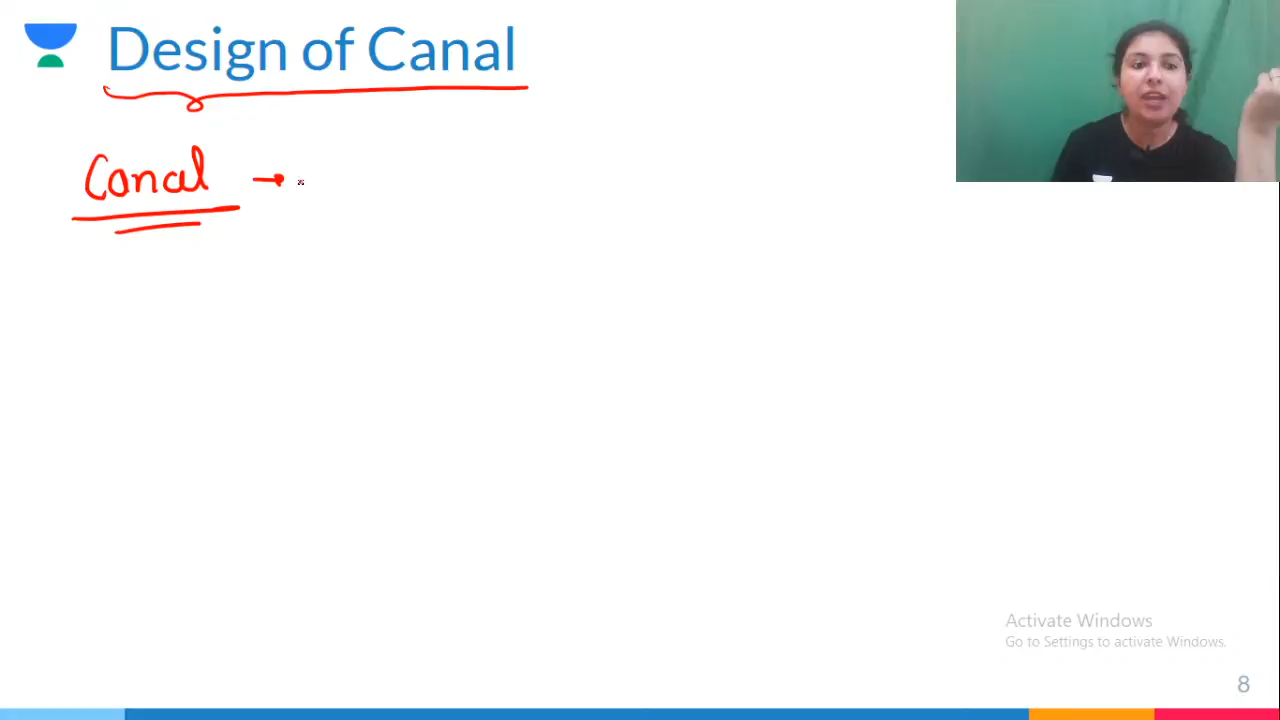 Design of Canal
Canal →
Activate Windows
Go to Settings to activate Windows.
8